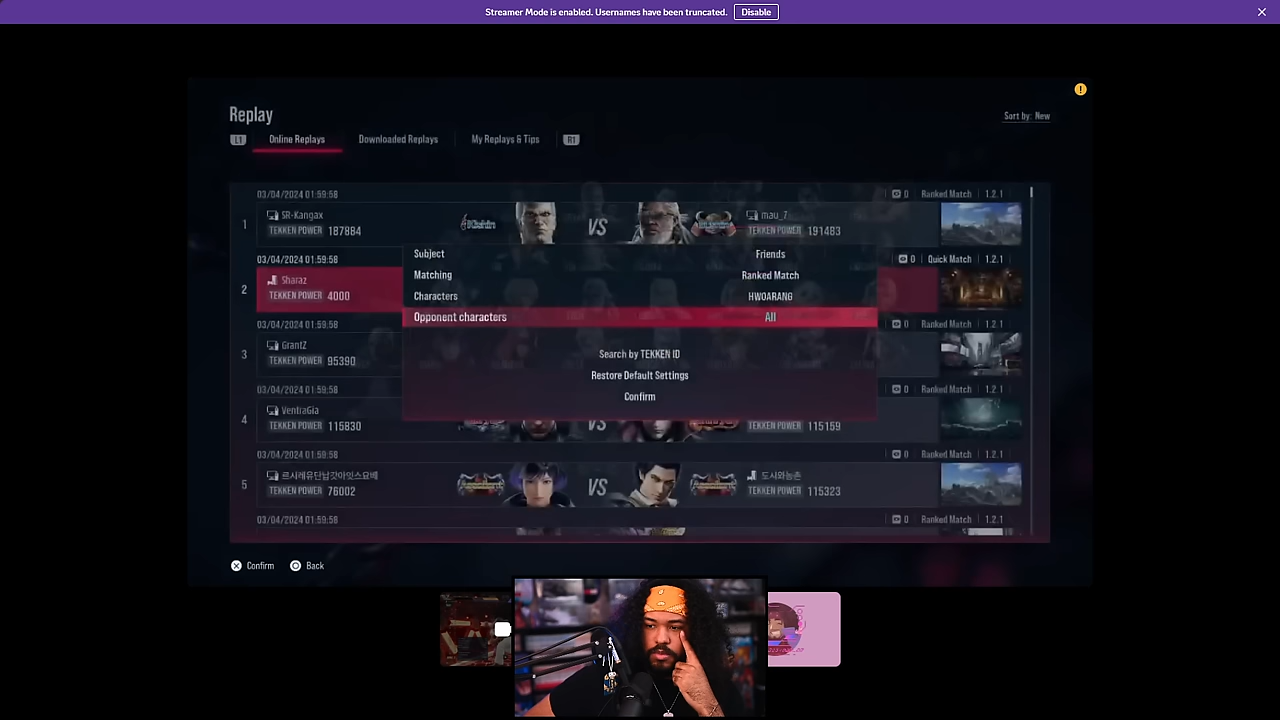 Streamer Mode is enabled. Usernames have been truncated. Disable
Replay
Sort by: New
L1 Online Replays Downloaded Replays My Replays & Tips R1
03/04/2024 01:59:58 0 Ranked Match 1.2.1
1 SR-Kangax VS mau_7
TEKKEN POWER 187884 TEKKEN POWER 191483
03/04/2024 01:59:58 0 Quick Match 1.2.1
2 Sharaz
TEKKEN POWER 4000
Subject Friends
Matching Ranked Match
Characters HWOARANG
Opponent characters All
Search by TEKKEN ID
Restore Default Settings
Confirm
03/04/2024 01:59:58 0 Ranked Match 1.2.1
3 GrantZ
TEKKEN POWER 95390
03/04/2024 01:59:58 0 Ranked Match 1.2.1
4 VentraGia VS
TEKKEN POWER 115830 TEKKEN POWER 115159
03/04/2024 01:59:58 0 Ranked Match 1.2.1
5 VS
TEKKEN POWER 76002 TEKKEN POWER 115323
03/04/2024 01:59:58 0 Ranked Match 1.2.1
Confirm Back